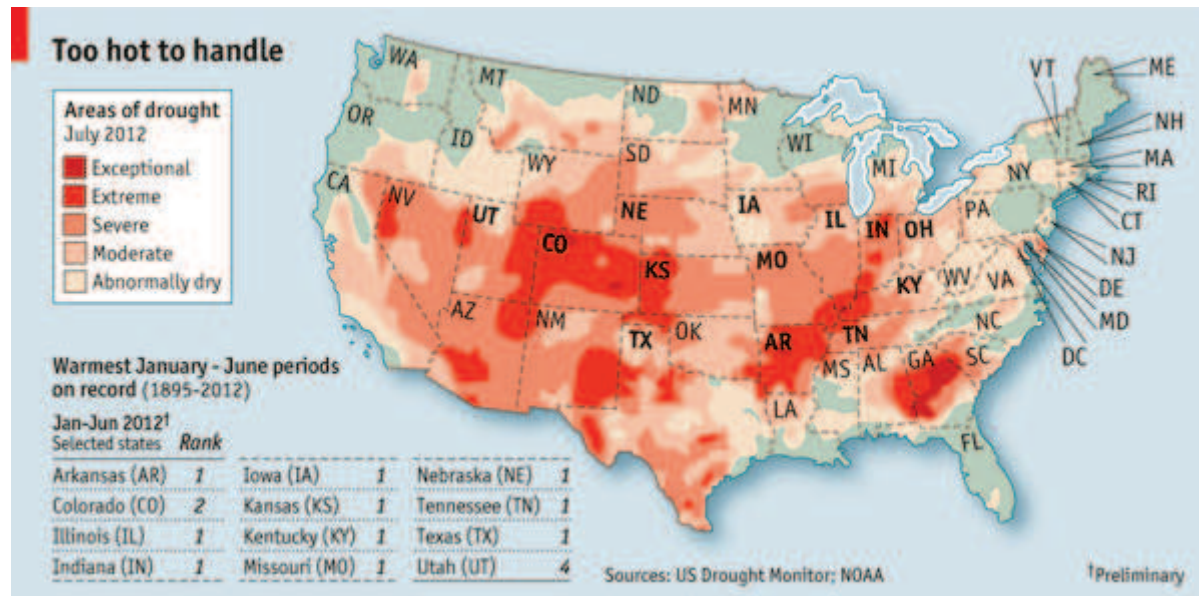 Too hot to handle
Areas of drought
July 2012
Exceptional
Extreme
Severe
Moderate
Abnormally dry
WA
MT
ND
MN
VT
ME
OR
ID
WI
NH
WY
SD
MI
NY
MA
CA
NV
UT
NE
IA
IL
IN
OH
PA
RI
CT
CO
KS
MO
KY
WV
VA
NJ
DE
MD
DC
AZ
NM
TX
OK
AR
TN
NC
MS
AL
GA
SC
LA
FL
Warmest January - June periods
on record (1895-2012)
Jan-Jun 2012†
Selected states Rank
Arkansas (AR) 1 Iowa (IA) 1 Nebraska (NE) 1
Colorado (CO) 2 Kansas (KS) 1 Tennessee (TN) 1
Illinois (IL) 1 Kentucky (KY) 1 Texas (TX) 1
Indiana (IN) 1 Missouri (MO) 1 Utah (UT) 4
Sources: US Drought Monitor; NOAA
†Preliminary